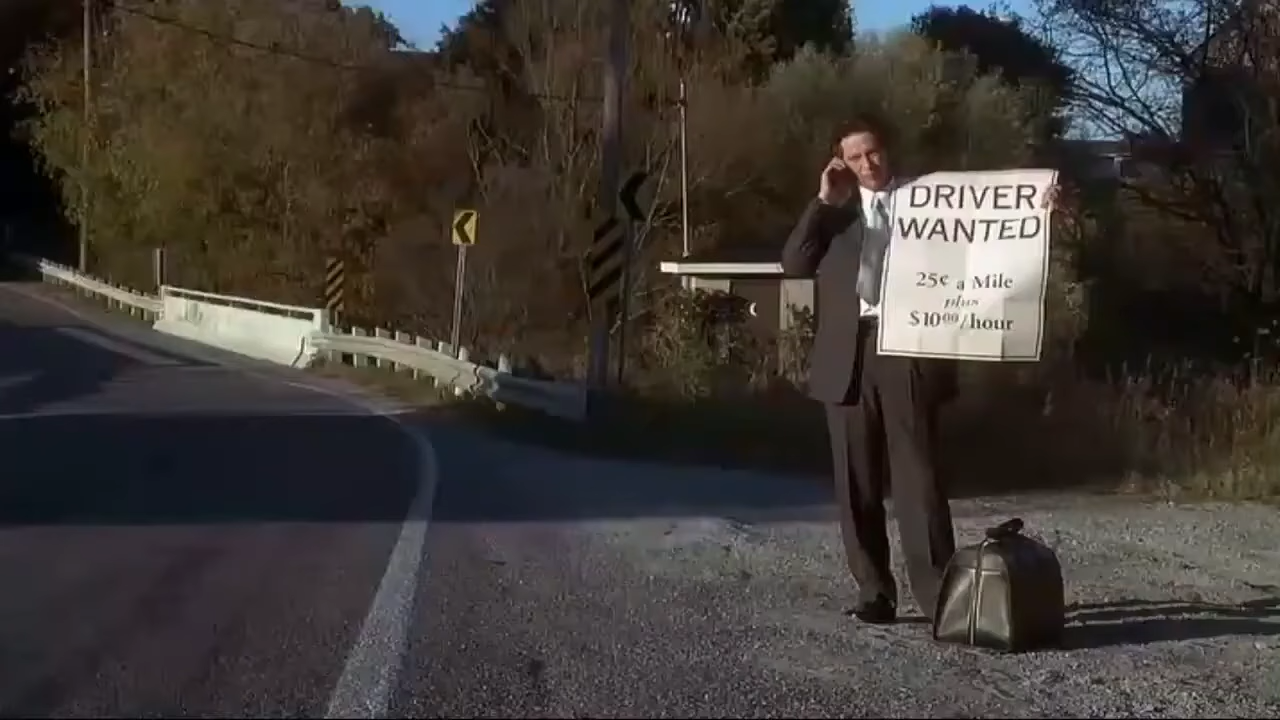 DRIVER
WANTED
25¢ a Mile
plus
$10⁰⁰/hour